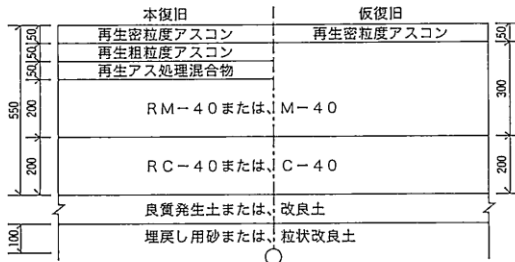 本復旧
仮復旧
再生密粒度アスコン
再生密粒度アスコン
再生粗粒度アスコン
再生アス処理混合物
RM-40または、M-40
RC-40または、C-40
良質発生土または、改良土
埋戻し用砂または、粒状改良土
550
50
50
50
200
200
100
50
300
200